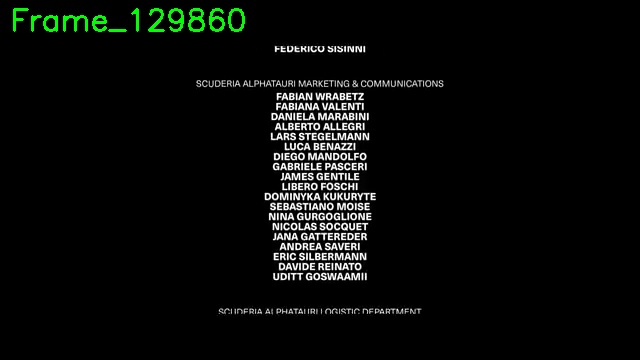 Frame_129860
FEDERICO SISINNI
SCUDERIA ALPHATAURI MARKETING & COMMUNICATIONS
FABIAN WRABETZ
FABIANA VALENTI
DANIELA MARABINI
ALBERTO ALLEGRI
LARS STEGELMANN
LUCA BENAZZI
DIEGO MANDOLFO
GABRIELE PASCERI
JAMES GENTILE
LIBERO FOSCHI
DOMINYKA KUKURYTE
SEBASTIANO MOISE
NINA GURGOGLIONE
NICOLAS SOCQUET
JANA GATTEREDER
ANDREA SAVERI
ERIC SILBERMANN
DAVIDE REINATO
UDITT GOSWAAMII
SCUDERIA ALPHATAURI LOGISTIC DEPARTMENT